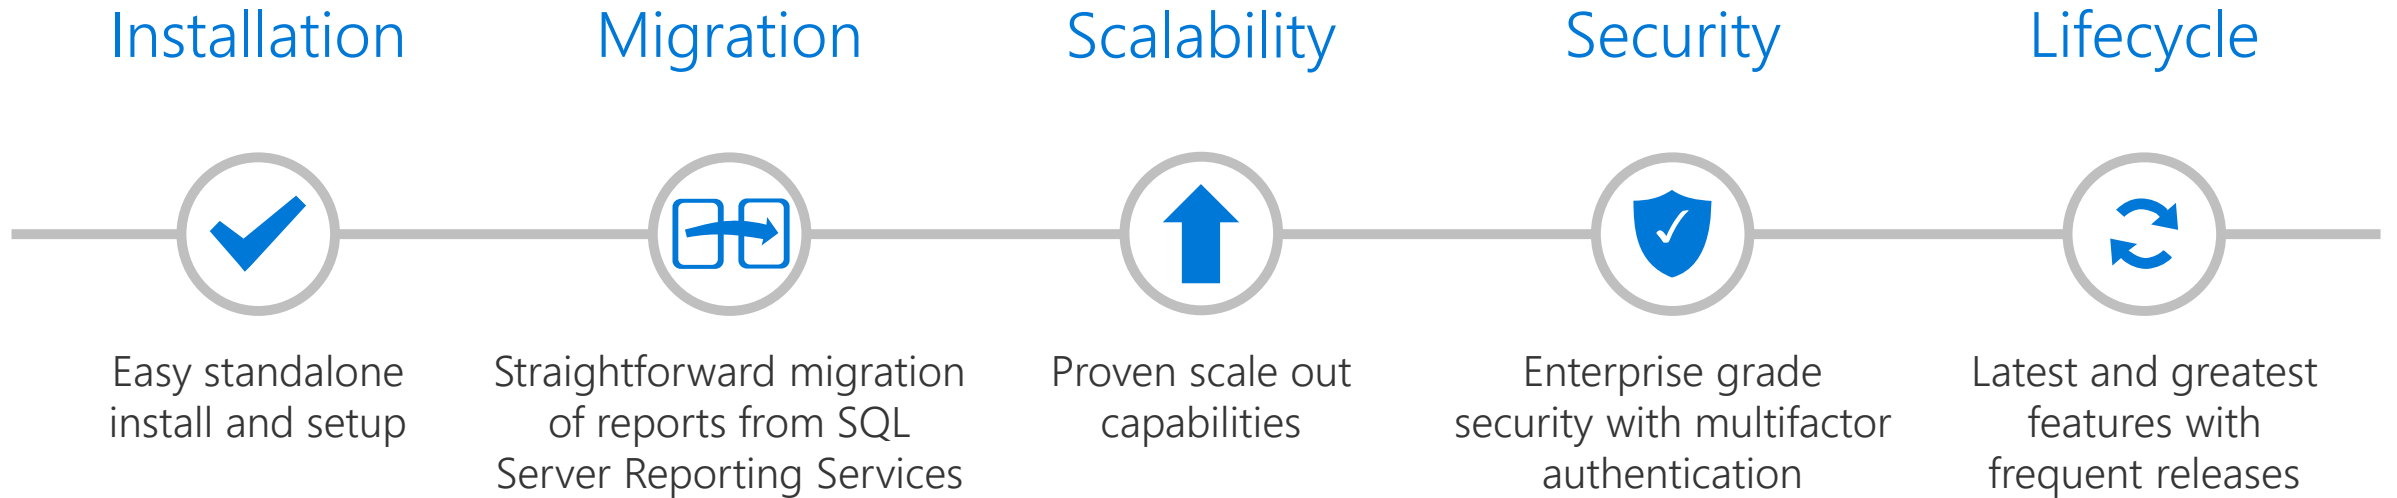 Installation
Migration
Scalability
Security
Lifecycle
Easy standalone
install and setup
Straightforward migration
of reports from SQL
Server Reporting Services
Proven scale out
capabilities
Enterprise grade
security with multifactor
authentication
Latest and greatest
features with
frequent releases